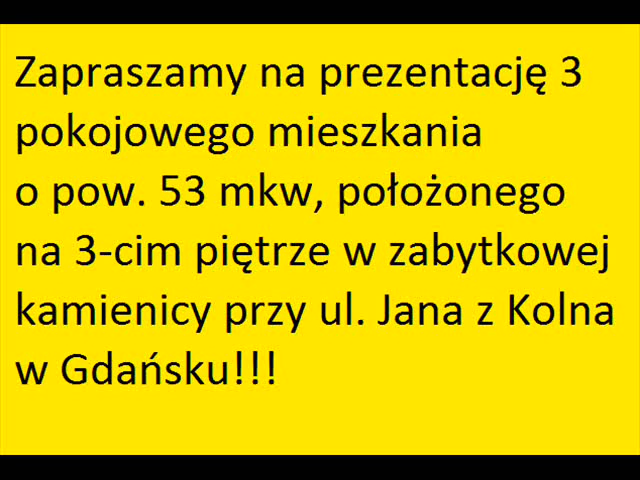 Zapraszamy na prezentację 3
pokojowego mieszkania
o pow. 53 mkw, położonego
na 3-cim piętrze w zabytkowej
kamienicy przy ul. Jana z Kolna
w Gdańsku!!!